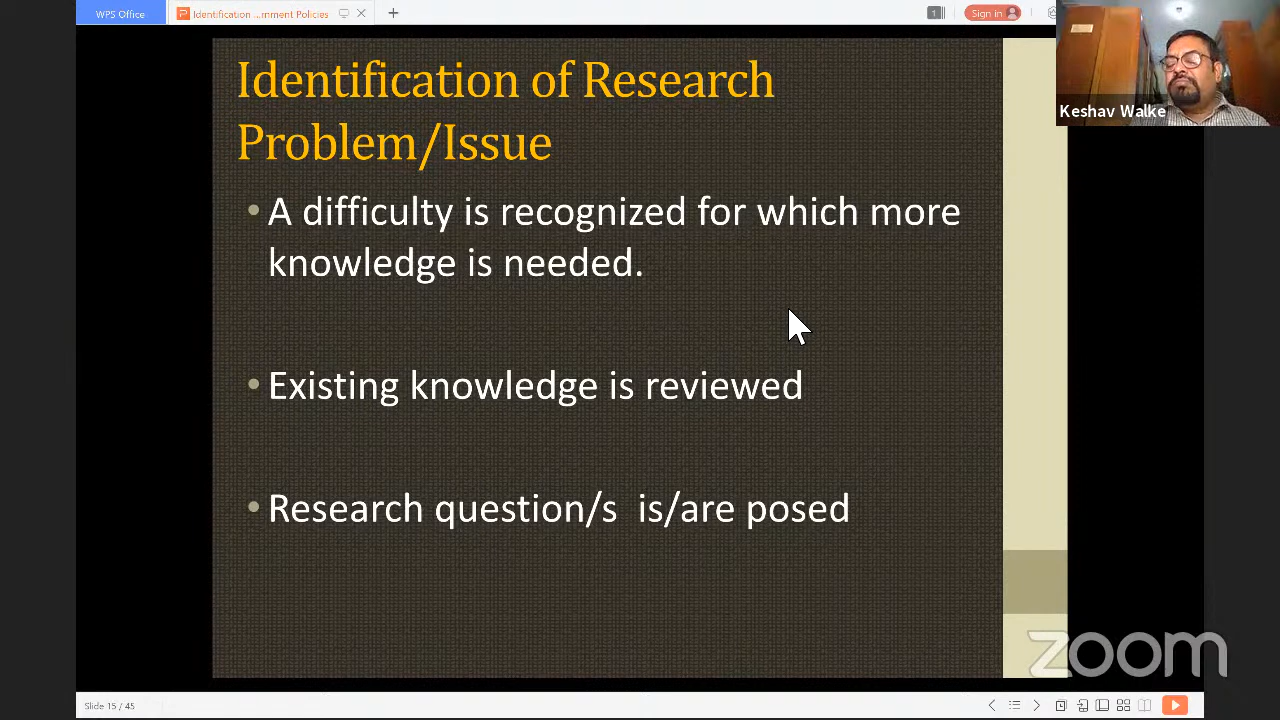 WPS Office
Identification ...rnment Policies
1
Sign in
Keshav Walke
Identification of Research
Problem/Issue
• A difficulty is recognized for which more
knowledge is needed.
• Existing knowledge is reviewed
• Research question/s is/are posed
zoom
Slide 15 / 45